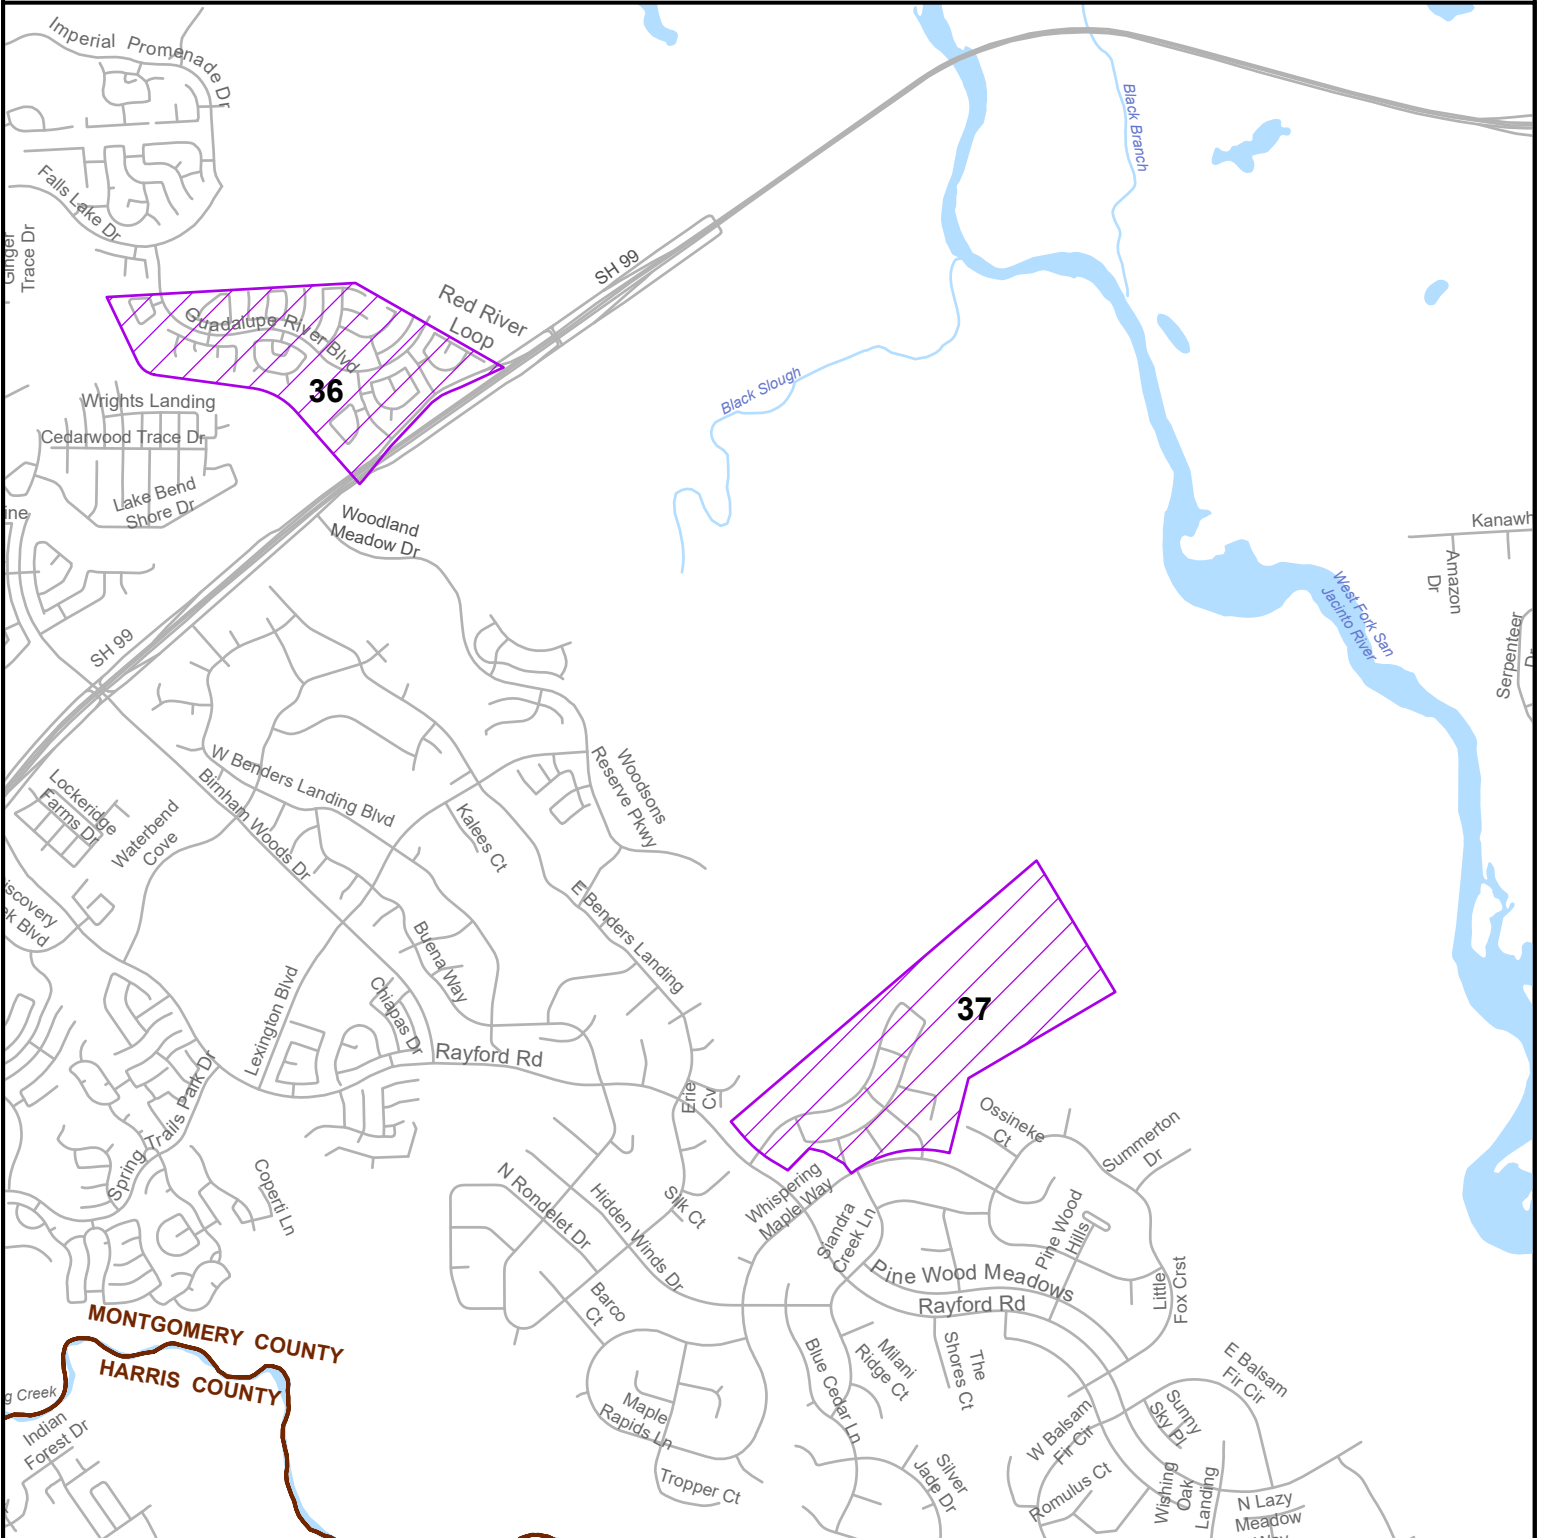 Imperial Promenade Dr
Black Branch
Falls Lake Dr
Ginger
Trace Dr
SH 99
Red River
Loop
Guadalupe River Blvd
36
Black Slough
Wrights Landing
Cedarwood Trace Dr
Lake Bend
Shore Dr
ine
Woodland
Meadow Dr
Kanawh
Amazon
Dr
West Fork San
Jacinto River
Serpenteer
Dr
SH 99
W Benders Landing Blvd
Birnham Woods Dr
Woodsons
Reserve Pkwy
Lockeridge
Farms Dr
Waterbend
Cove
Kalees Ct
iscovery
ek Blvd
E Benders Landing
Buena Way
Lexington Blvd
Chiapas Dr
37
Rayford Rd
Erie
Cv
Spring Trails Park Dr
Ossineke
Ct
Summerton
Dr
Coperti Ln
N Rondelet Dr
Hidden Winds Dr
Silk Ct
Whispering
Maple Way
Siandra
Creek Ln
Pine Wood
Hills
Pine Wood Meadows
Rayford Rd
Little
Fox Crst
Barco
Ct
MONTGOMERY COUNTY
HARRIS COUNTY
g Creek
Indian
Forest Dr
Maple
Rapids Ln
Tropper Ct
Blue Cedar Ln
Milani
Ridge Ct
The
Shores Ct
E Balsam
Fir Cir
Sunny
Sky Pl
W Balsam
Fir Cir
Silver
Jade Dr
Romulus Ct
Wishing
Oak
Landing
N Lazy
Meadow
Way